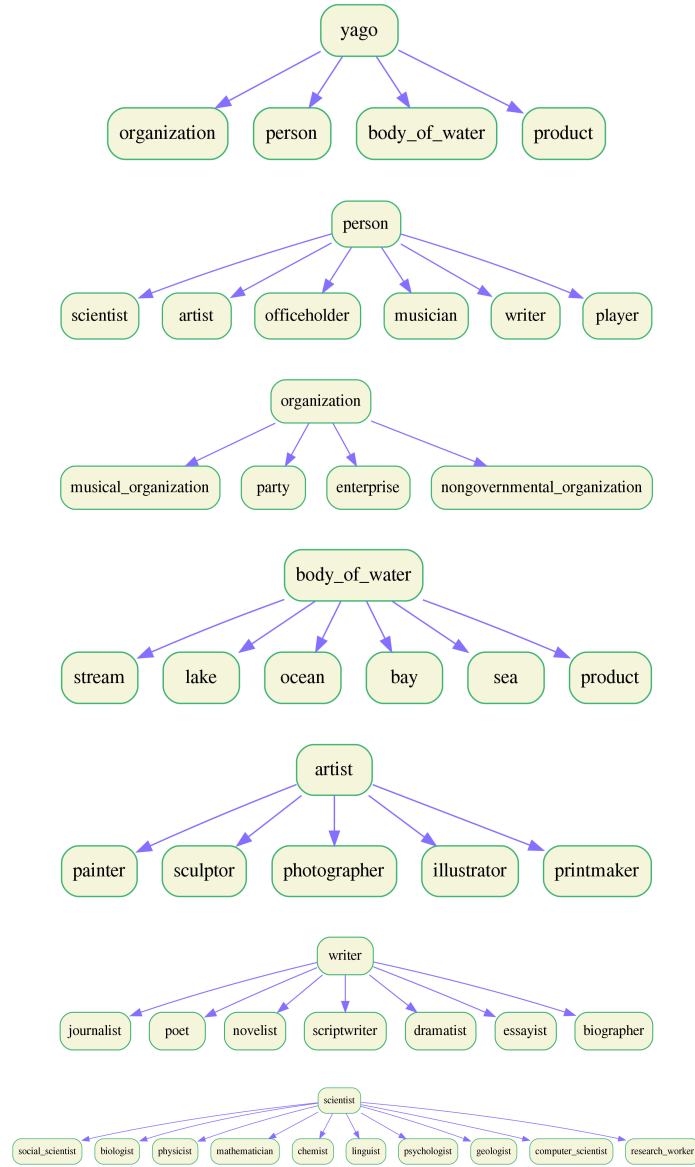 yago
organization person body_of_water product
person
scientist artist officeholder musician writer player
organization
musical_organization party enterprise nongovernmental_organization
body_of_water
stream lake ocean bay sea product
artist
painter sculptor photographer illustrator printmaker
writer
journalist poet novelist scriptwriter dramatist essayist biographer
scientist
social_scientist biologist physicist mathematician chemist linguist psychologist geologist computer_scientist research_worker